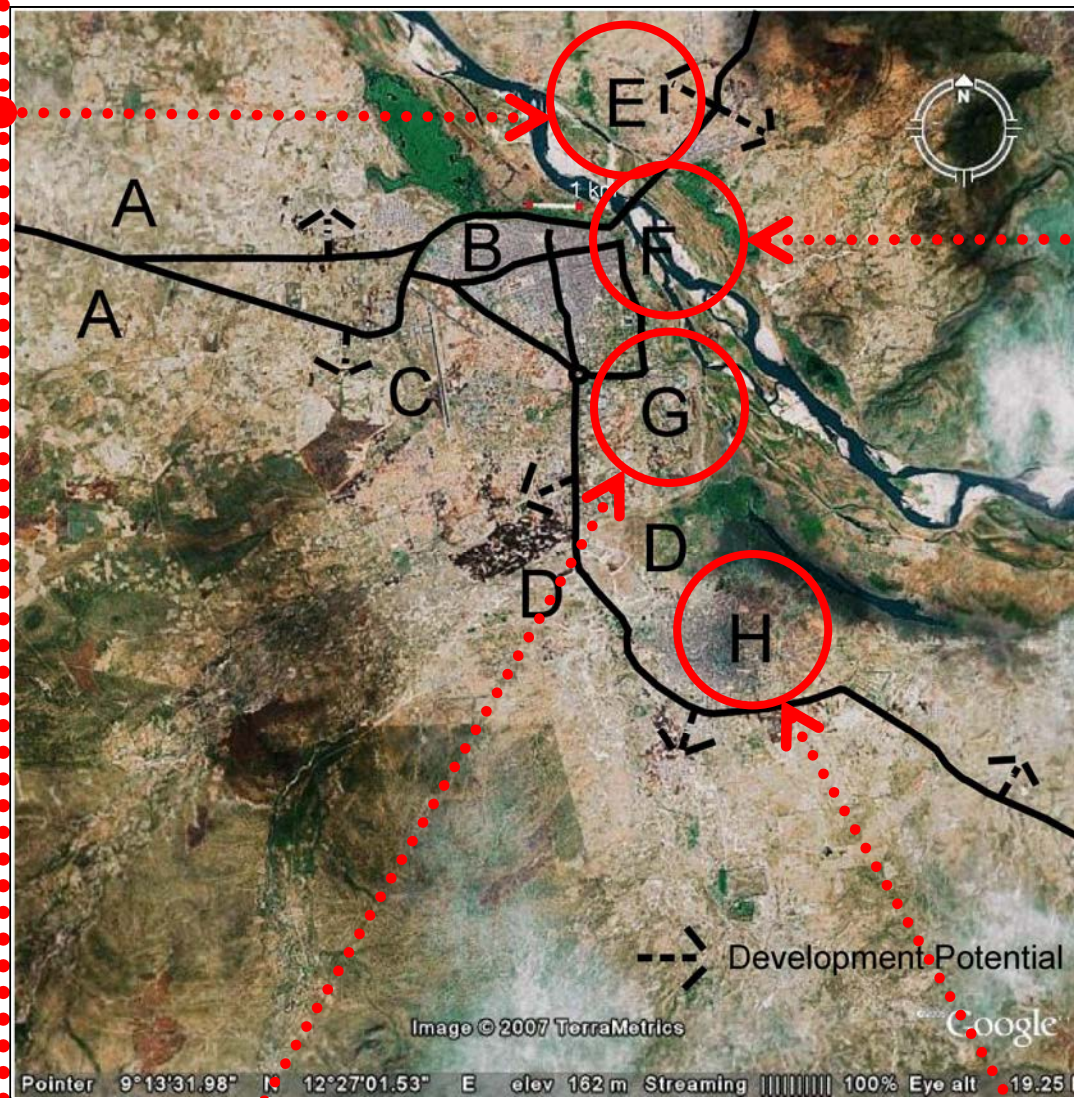 E
N
1 km
A
B
F
A
C
G
D
D
H
Development Potential
Image © 2007 TerraMetrics
Google
Pointer 9°13'31.98" N 12°27'01.53" E elev 162 m Streaming |||||||||| 100% Eye alt 19.25